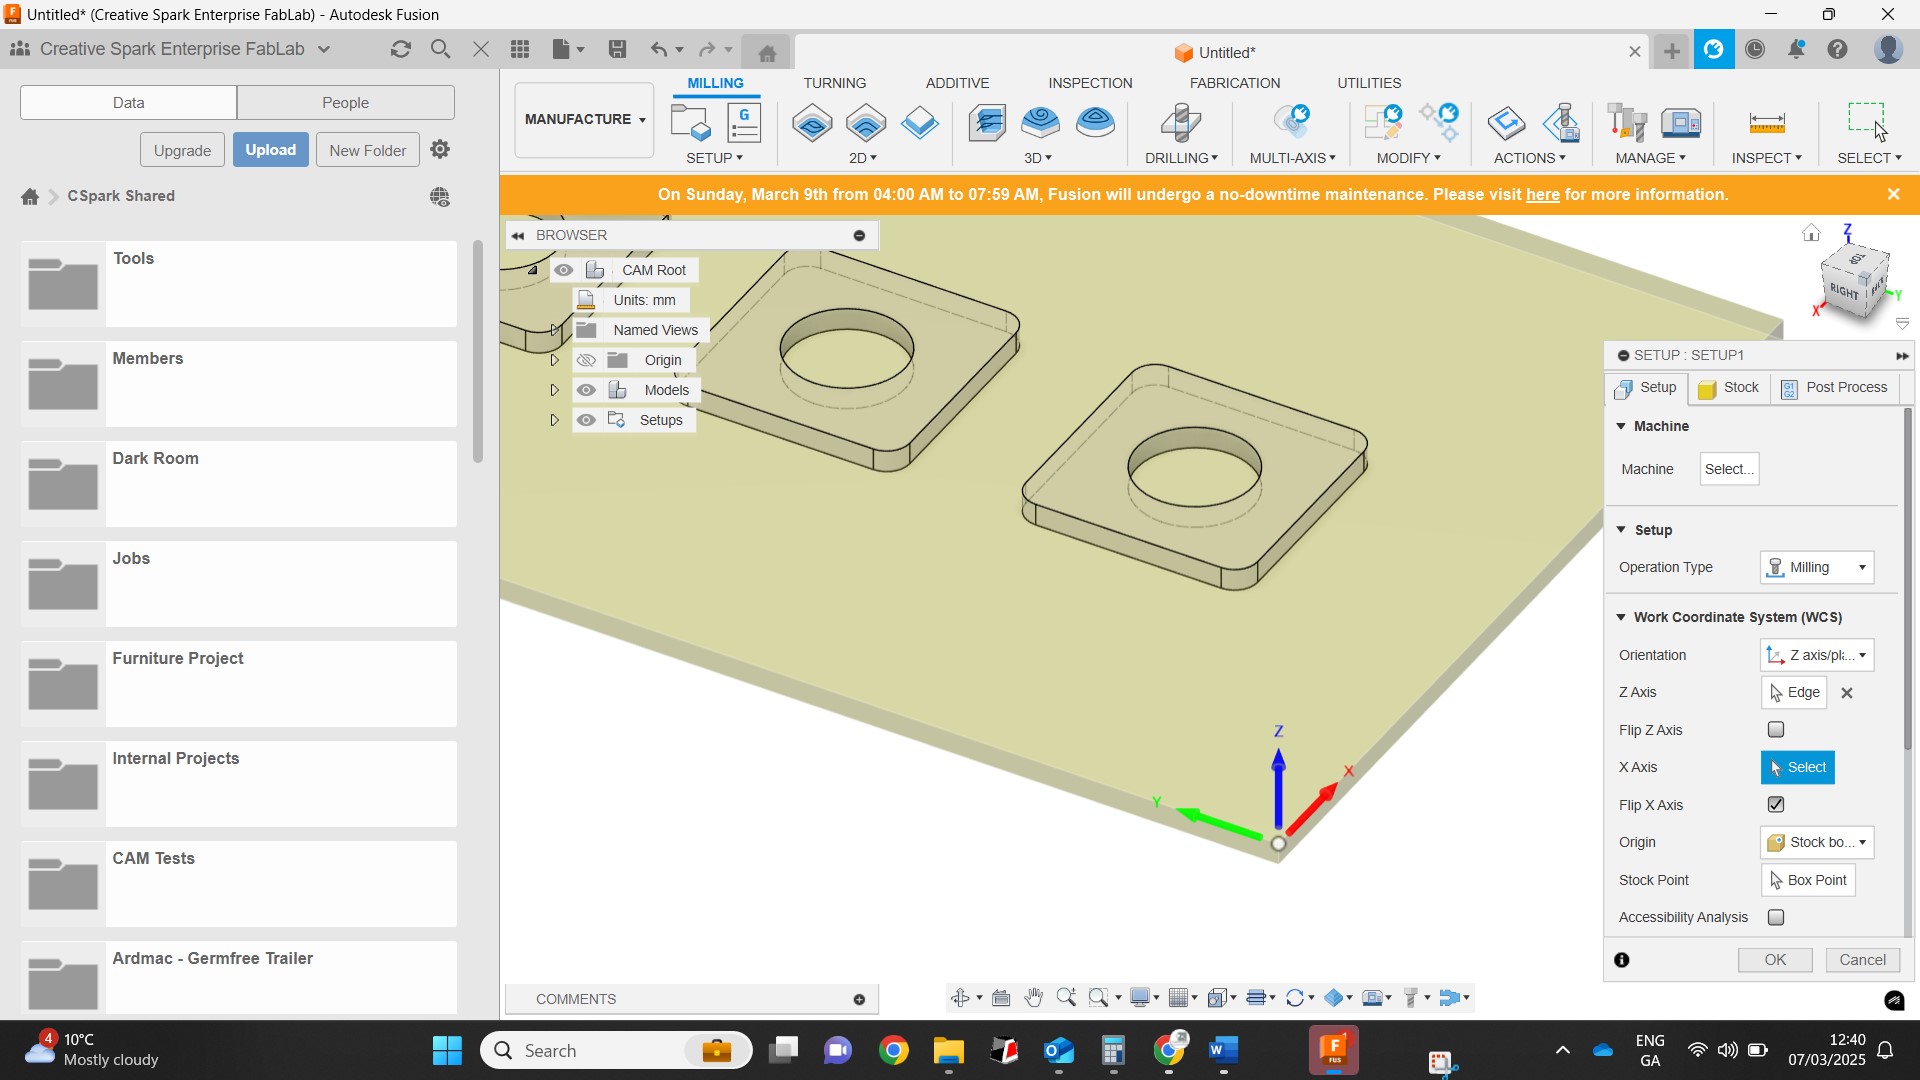 Untitled* (Creative Spark Enterprise FabLab) - Autodesk Fusion
Creative Spark Enterprise FabLab
Untitled*
Data
People
Upgrade
Upload
New Folder
CSpark Shared
Tools
Members
Dark Room
Jobs
Furniture Project
Internal Projects
CAM Tests
Ardmac - Germfree Trailer
MANUFACTURE
MILLING
TURNING
ADDITIVE
INSPECTION
FABRICATION
UTILITIES
SETUP
2D
3D
DRILLING
MULTI-AXIS
MODIFY
ACTIONS
MANAGE
INSPECT
SELECT
On Sunday, March 9th from 04:00 AM to 07:59 AM, Fusion will undergo a no-downtime maintenance. Please visit here for more information.
BROWSER
CAM Root
Units: mm
Named Views
Origin
Models
Setups
Z
TOP
RIGHT
X
Y
Z
X
Y
SETUP : SETUP1
Setup
Stock
Post Process
Machine
Machine
Select...
Setup
Operation Type
Milling
Work Coordinate System (WCS)
Orientation
Z axis/pl...
Z Axis
Edge
Flip Z Axis
X Axis
Select
Flip X Axis
Origin
Stock bo...
Stock Point
Box Point
Accessibility Analysis
OK
Cancel
COMMENTS
4
10°C
Mostly cloudy
Search
ENG
GA
12:40
07/03/2025